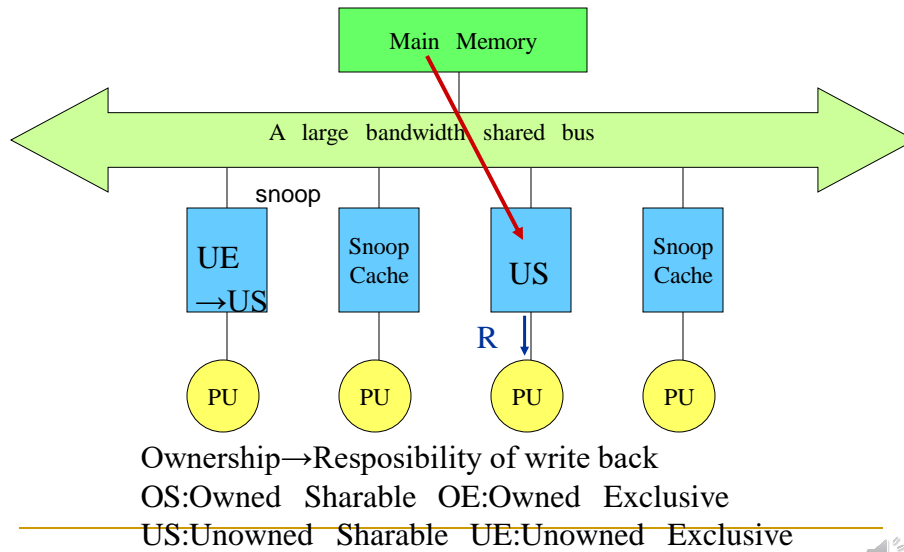 Main Memory
A large bandwidth shared bus
snoop
UE
→US
Snoop
Cache
US
Snoop
Cache
R
PU
PU
PU
PU
Ownership→Resposibility of write back
OS:Owned Sharable OE:Owned Exclusive
US:Unowned Sharable UE:Unowned Exclusive